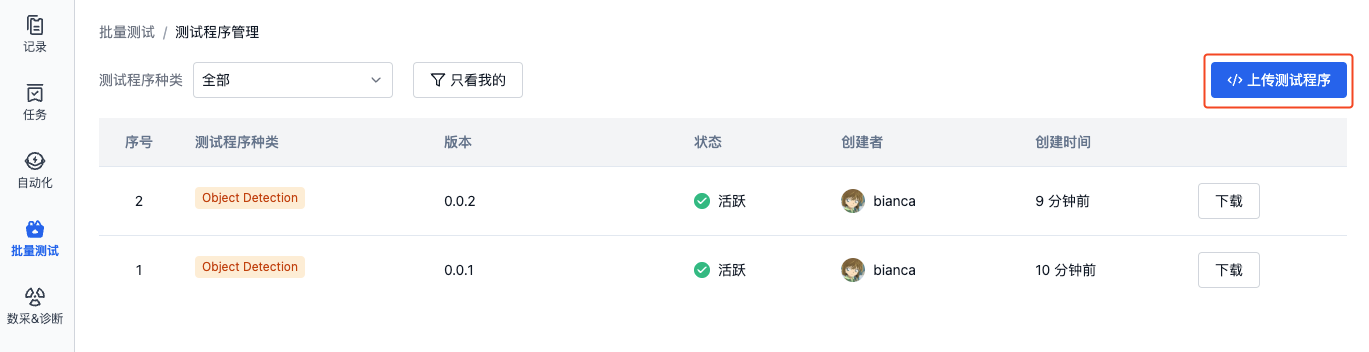 记录
任务
自动化
批量测试
数采&诊断
批量测试 / 测试程序管理
测试程序种类 全部 只看我的 </> 上传测试程序
序号 测试程序种类 版本 状态 创建者 创建时间
2 Object Detection 0.0.2 活跃 bianca 9 分钟前 下载
1 Object Detection 0.0.1 活跃 bianca 10 分钟前 下载